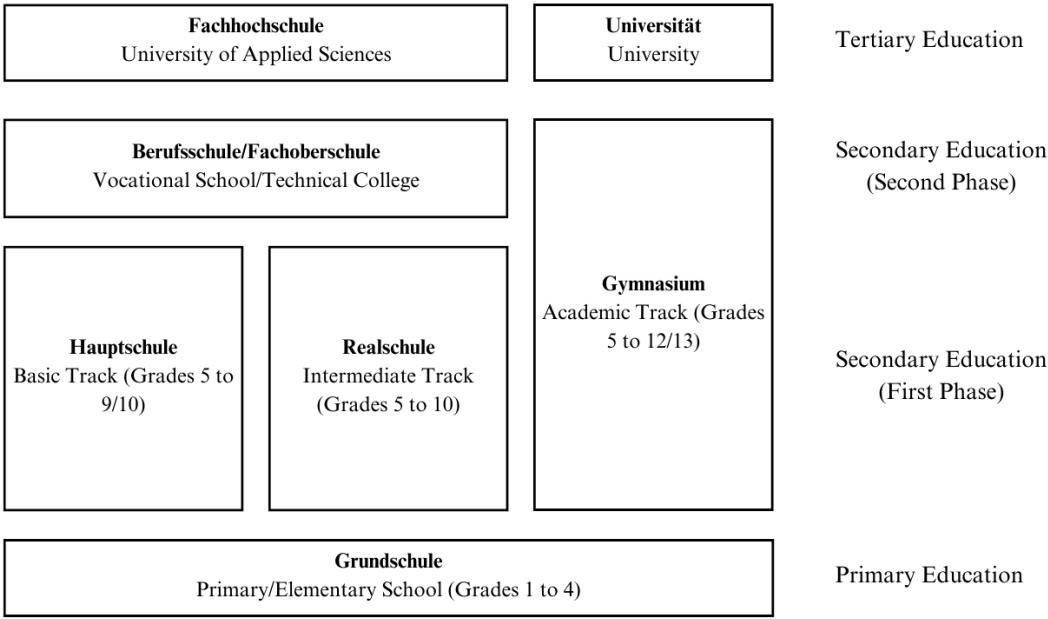 Fachhochschule
University of Applied Sciences
Universität
University
Tertiary Education
Berufsschule/Fachoberschule
Vocational School/Technical College
Secondary Education
(Second Phase)
Hauptschule
Basic Track (Grades 5 to
9/10)
Realschule
Intermediate Track
(Grades 5 to 10)
Gymnasium
Academic Track (Grades
5 to 12/13)
Secondary Education
(First Phase)
Grundschule
Primary/Elementary School (Grades 1 to 4)
Primary Education